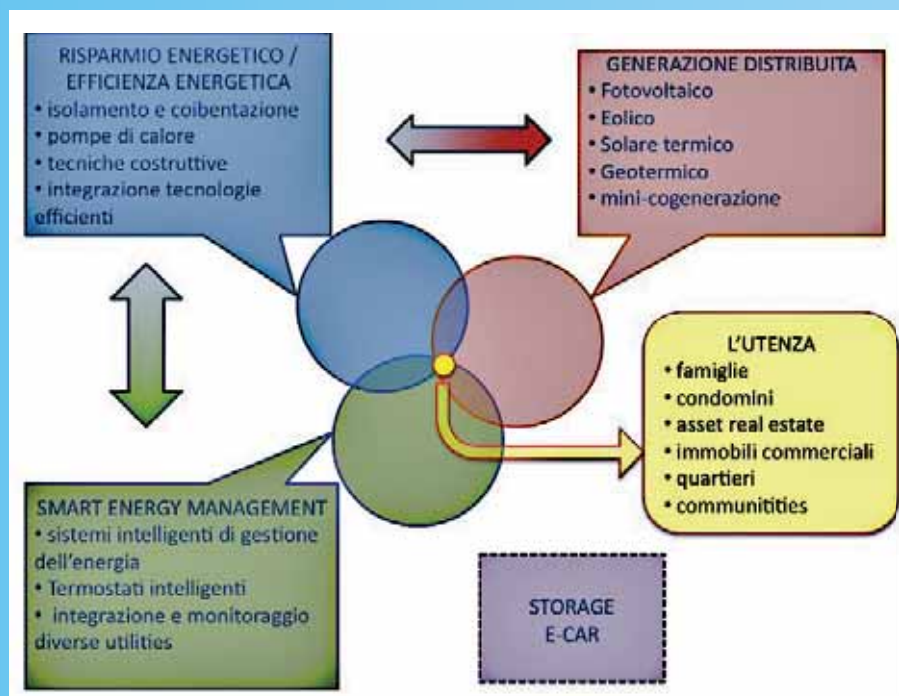 RISPARMIO ENERGETICO /
EFFICIENZA ENERGETICA
• isolamento e coibentazione
• pompe di calore
• tecniche costruttive
• integrazione tecnologie
efficienti
GENERAZIONE DISTRIBUITA
• Fotovoltaico
• Eolico
• Solare termico
• Geotermico
• mini-cogenerazione
L'UTENZA
• famiglie
• condomini
• asset real estate
• immobili commerciali
• quartieri
• communitities
SMART ENERGY MANAGEMENT
• sistemi intelligenti di gestione
dell'energia
• Termostati intelligenti
• integrazione e monitoraggio
diverse utilities
STORAGE
E-CAR